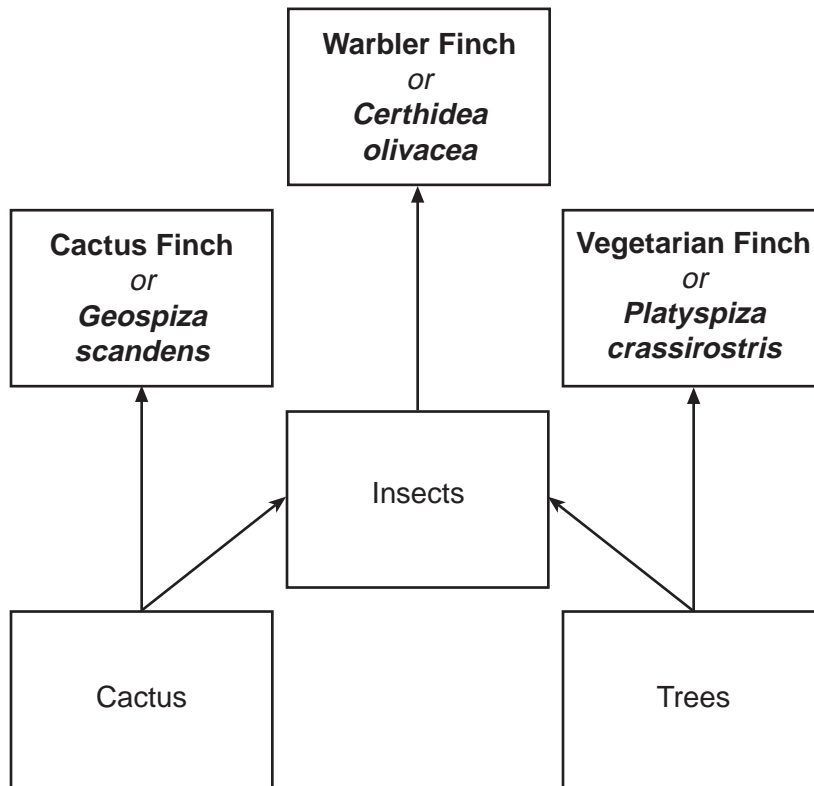 Warbler Finch
or
Certhidea
olivacea
Cactus Finch
or
Geospiza
scandens
Vegetarian Finch
or
Platyspiza
crassirostris
Insects
Cactus
Trees